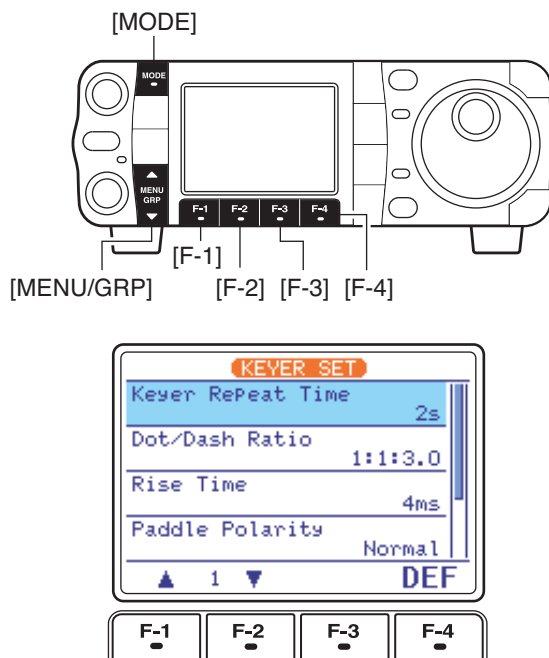 [MODE]
MODE
MENU
GRP
F-1 F-2 F-3 F-4
[F-1]
[MENU/GRP] [F-2] [F-3] [F-4]
KEYER SET
Keyer Repeat Time
2s
Dot/Dash Ratio
1:1:3.0
Rise Time
4ms
Paddle Polarity
Normal
▲ 1 ▼ DEF
F-1 F-2 F-3 F-4